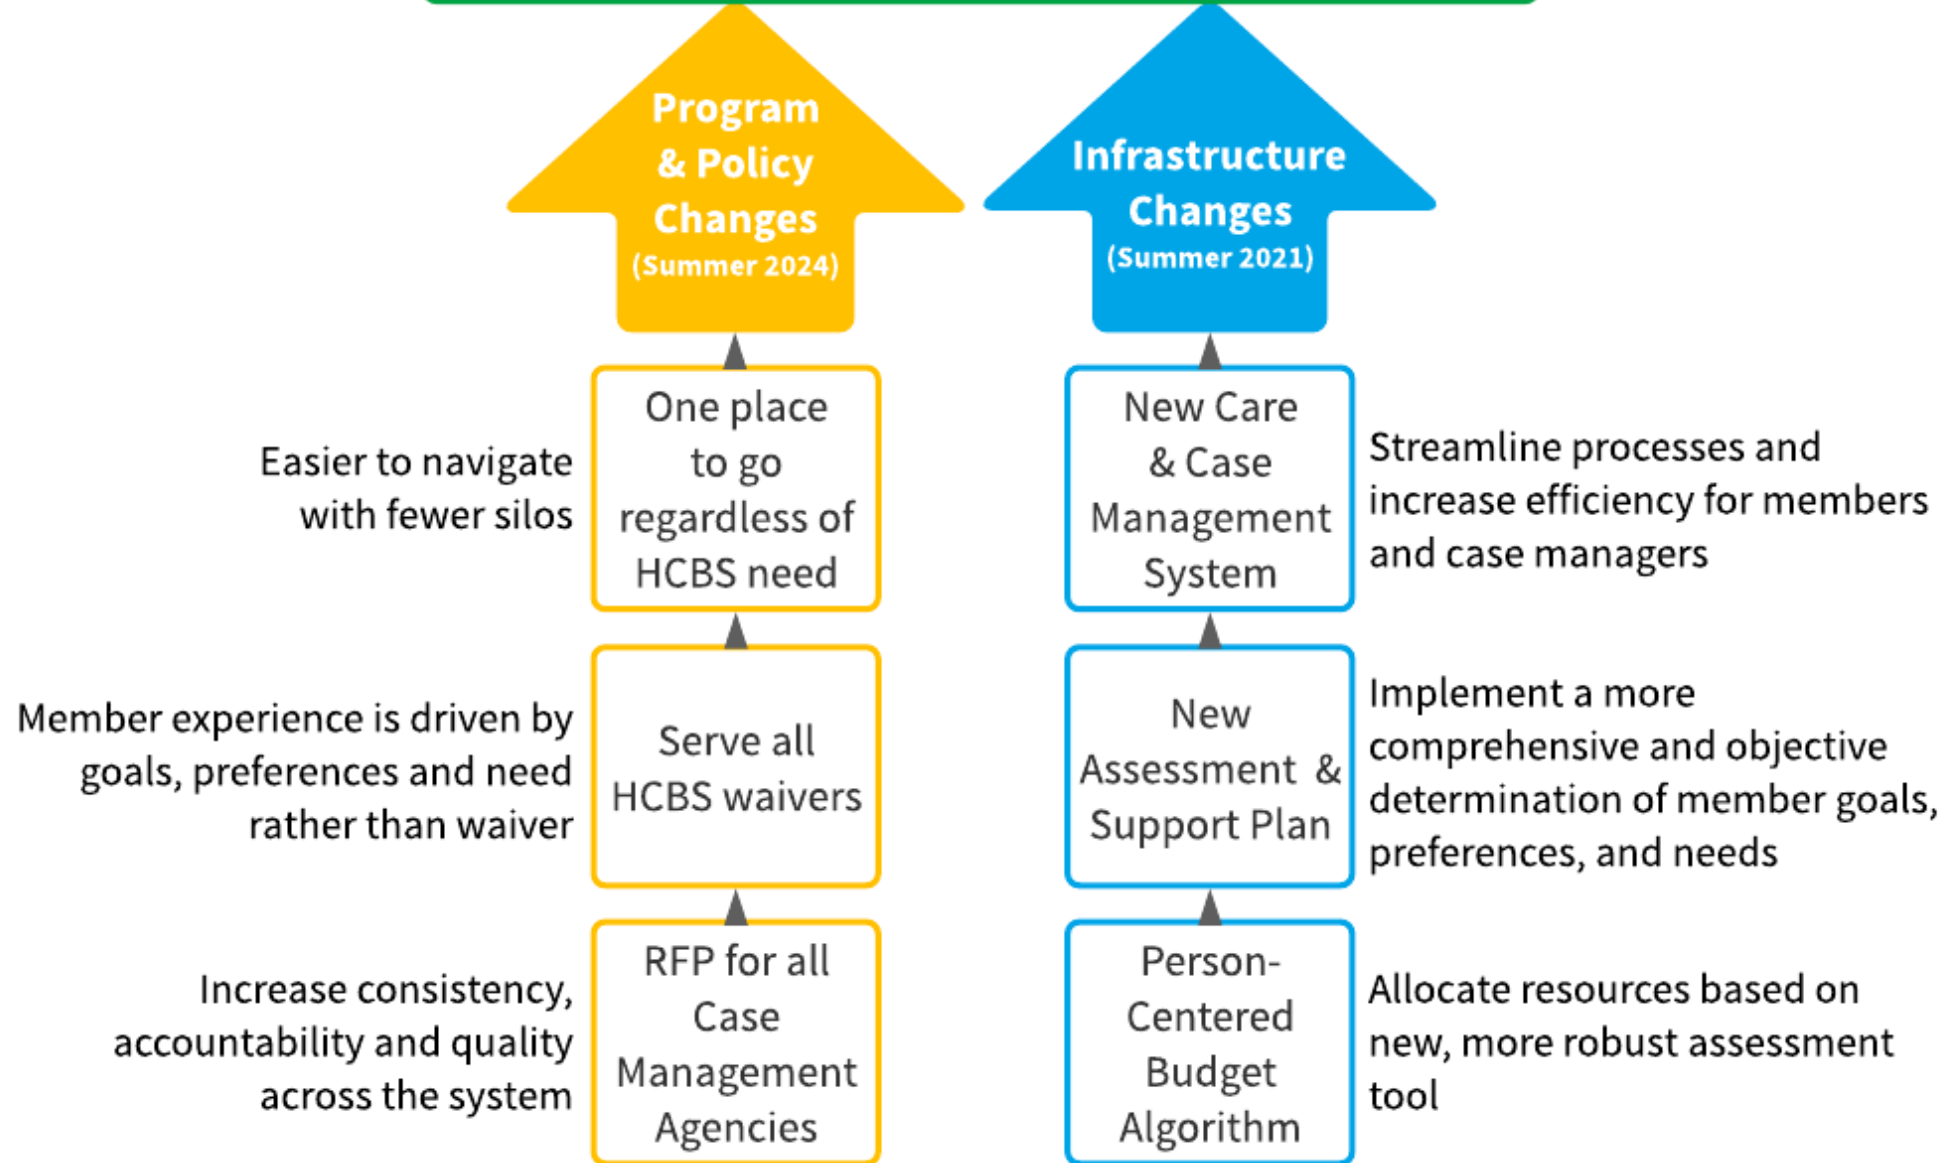 Program
& Policy
Changes
(Summer 2024)
Easier to navigate
with fewer silos
One place
to go
regardless of
HCBS need
Member experience is driven by
goals, preferences and need
rather than waiver
Serve all
HCBS waivers
Increase consistency,
accountability and quality
across the system
RFP for all
Case
Management
Agencies
Infrastructure
Changes
(Summer 2021)
New Care
& Case
Management
System
Streamline processes and
increase efficiency for members
and case managers
New
Assessment &
Support Plan
Implement a more
comprehensive and objective
determination of member goals,
preferences, and needs
Person-
Centered
Budget
Algorithm
Allocate resources based on
new, more robust assessment
tool